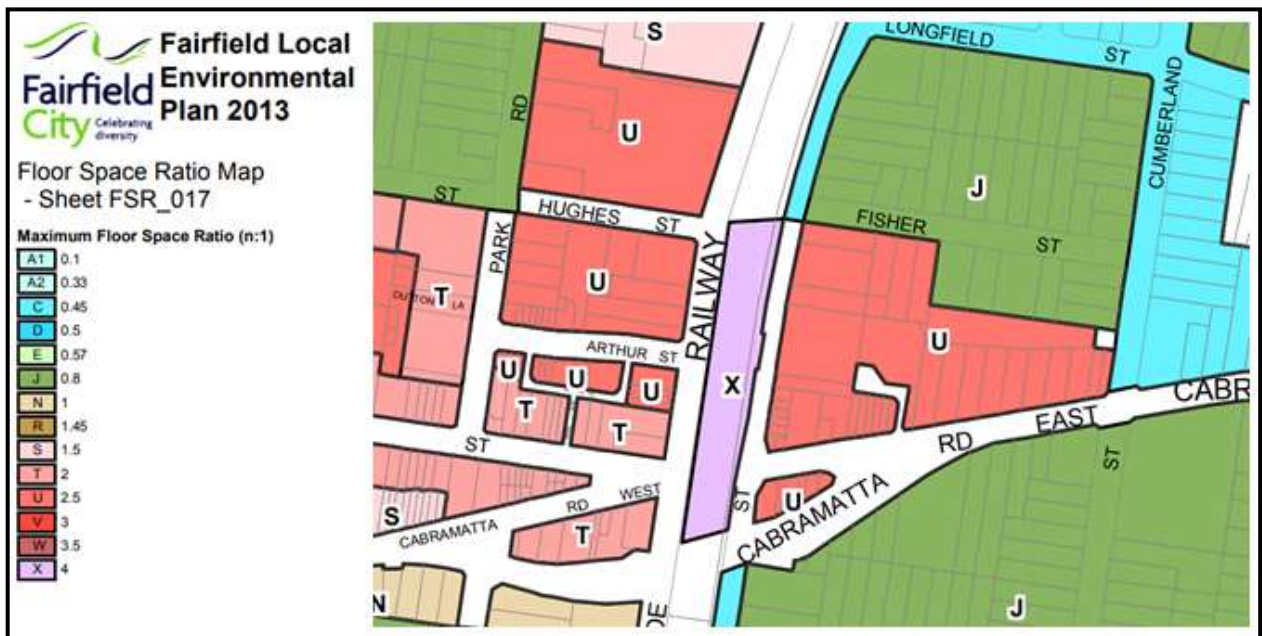 Fairfield
City
Celebrating
diversity
Fairfield Local
Environmental
Plan 2013
Floor Space Ratio Map
- Sheet FSR_017
Maximum Floor Space Ratio (n:1)
A1 0.1
A2 0.33
C 0.45
D 0.5
E 0.57
J 0.8
N 1
R 1.45
S 1.5
T 2
U 2.5
V 3
W 3.5
X 4
S
LONGFIELD ST
CUMBERLAND
RD
U
J
ST
HUGHES ST
FISHER ST
PARK
RAILWAY
U
T
DUTTON LA
ARTHUR ST
U
U
U
U
X
T
T
ST
RD EAST
CABR
ST
RD WEST
S
CABRAMATTA
T
ST
U
CABRAMATTA
N
DE
J